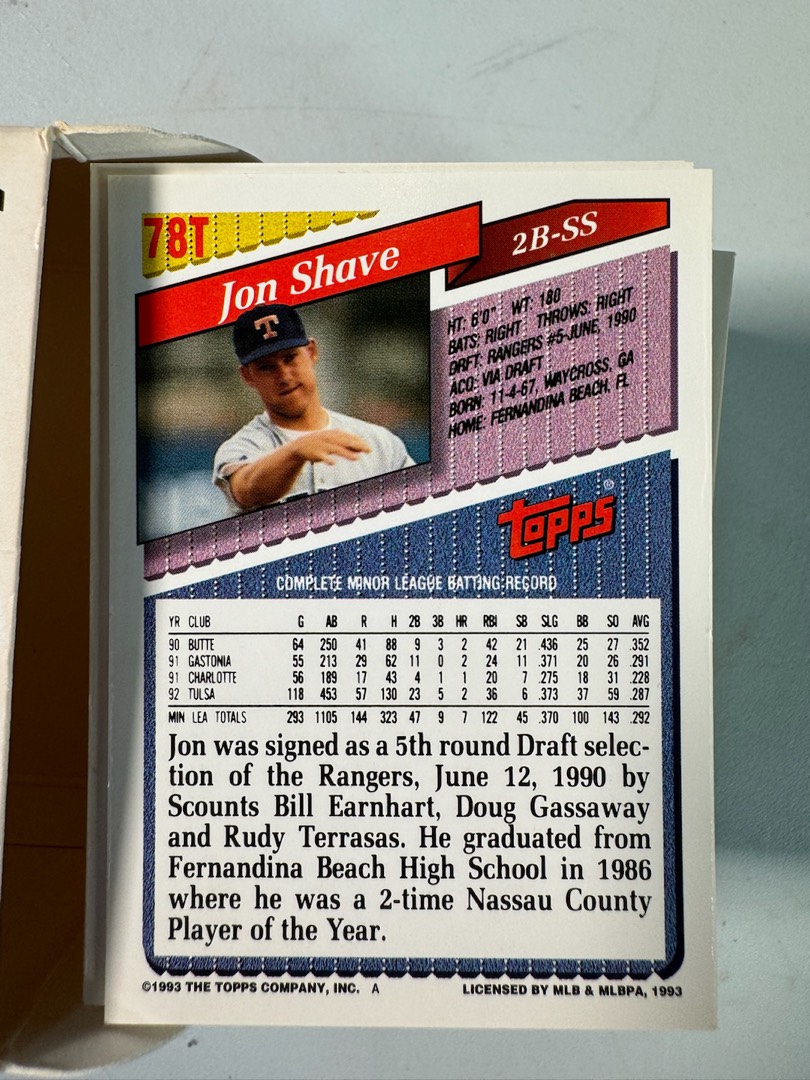 78T
Jon Shave
2B-SS
T
HT: 6'0" WT: 180
BATS: RIGHT THROWS: RIGHT
DRFT: RANGERS #5-JUNE, 1990
ACQ: VIA DRAFT
BORN: 11-4-67, WAYCROSS, GA
HOME: FERNANDINA BEACH, FL
topps®
COMPLETE MINOR LEAGUE BATTING RECORD
YR CLUB G AB R H 2B 3B HR RBI SB SLG BB SO AVG
90 BUTTE 64 250 41 88 9 3 2 42 21 .436 25 27 .352
91 GASTONIA 55 213 29 62 11 0 2 24 11 .371 20 26 .291
91 CHARLOTTE 56 189 17 43 4 1 1 20 7 .275 18 31 .228
92 TULSA 118 453 57 130 23 5 2 36 6 .373 37 59 .287
MIN LEA TOTALS 293 1105 144 323 47 9 7 122 45 .370 100 143 .292
Jon was signed as a 5th round Draft selec-
tion of the Rangers, June 12, 1990 by
Scouts Bill Earnhart, Doug Gassaway
and Rudy Terrasas. He graduated from
Fernandina Beach High School in 1986
where he was a 2-time Nassau County
Player of the Year.
©1993 THE TOPPS COMPANY, INC. A
LICENSED BY MLB & MLBPA, 1993